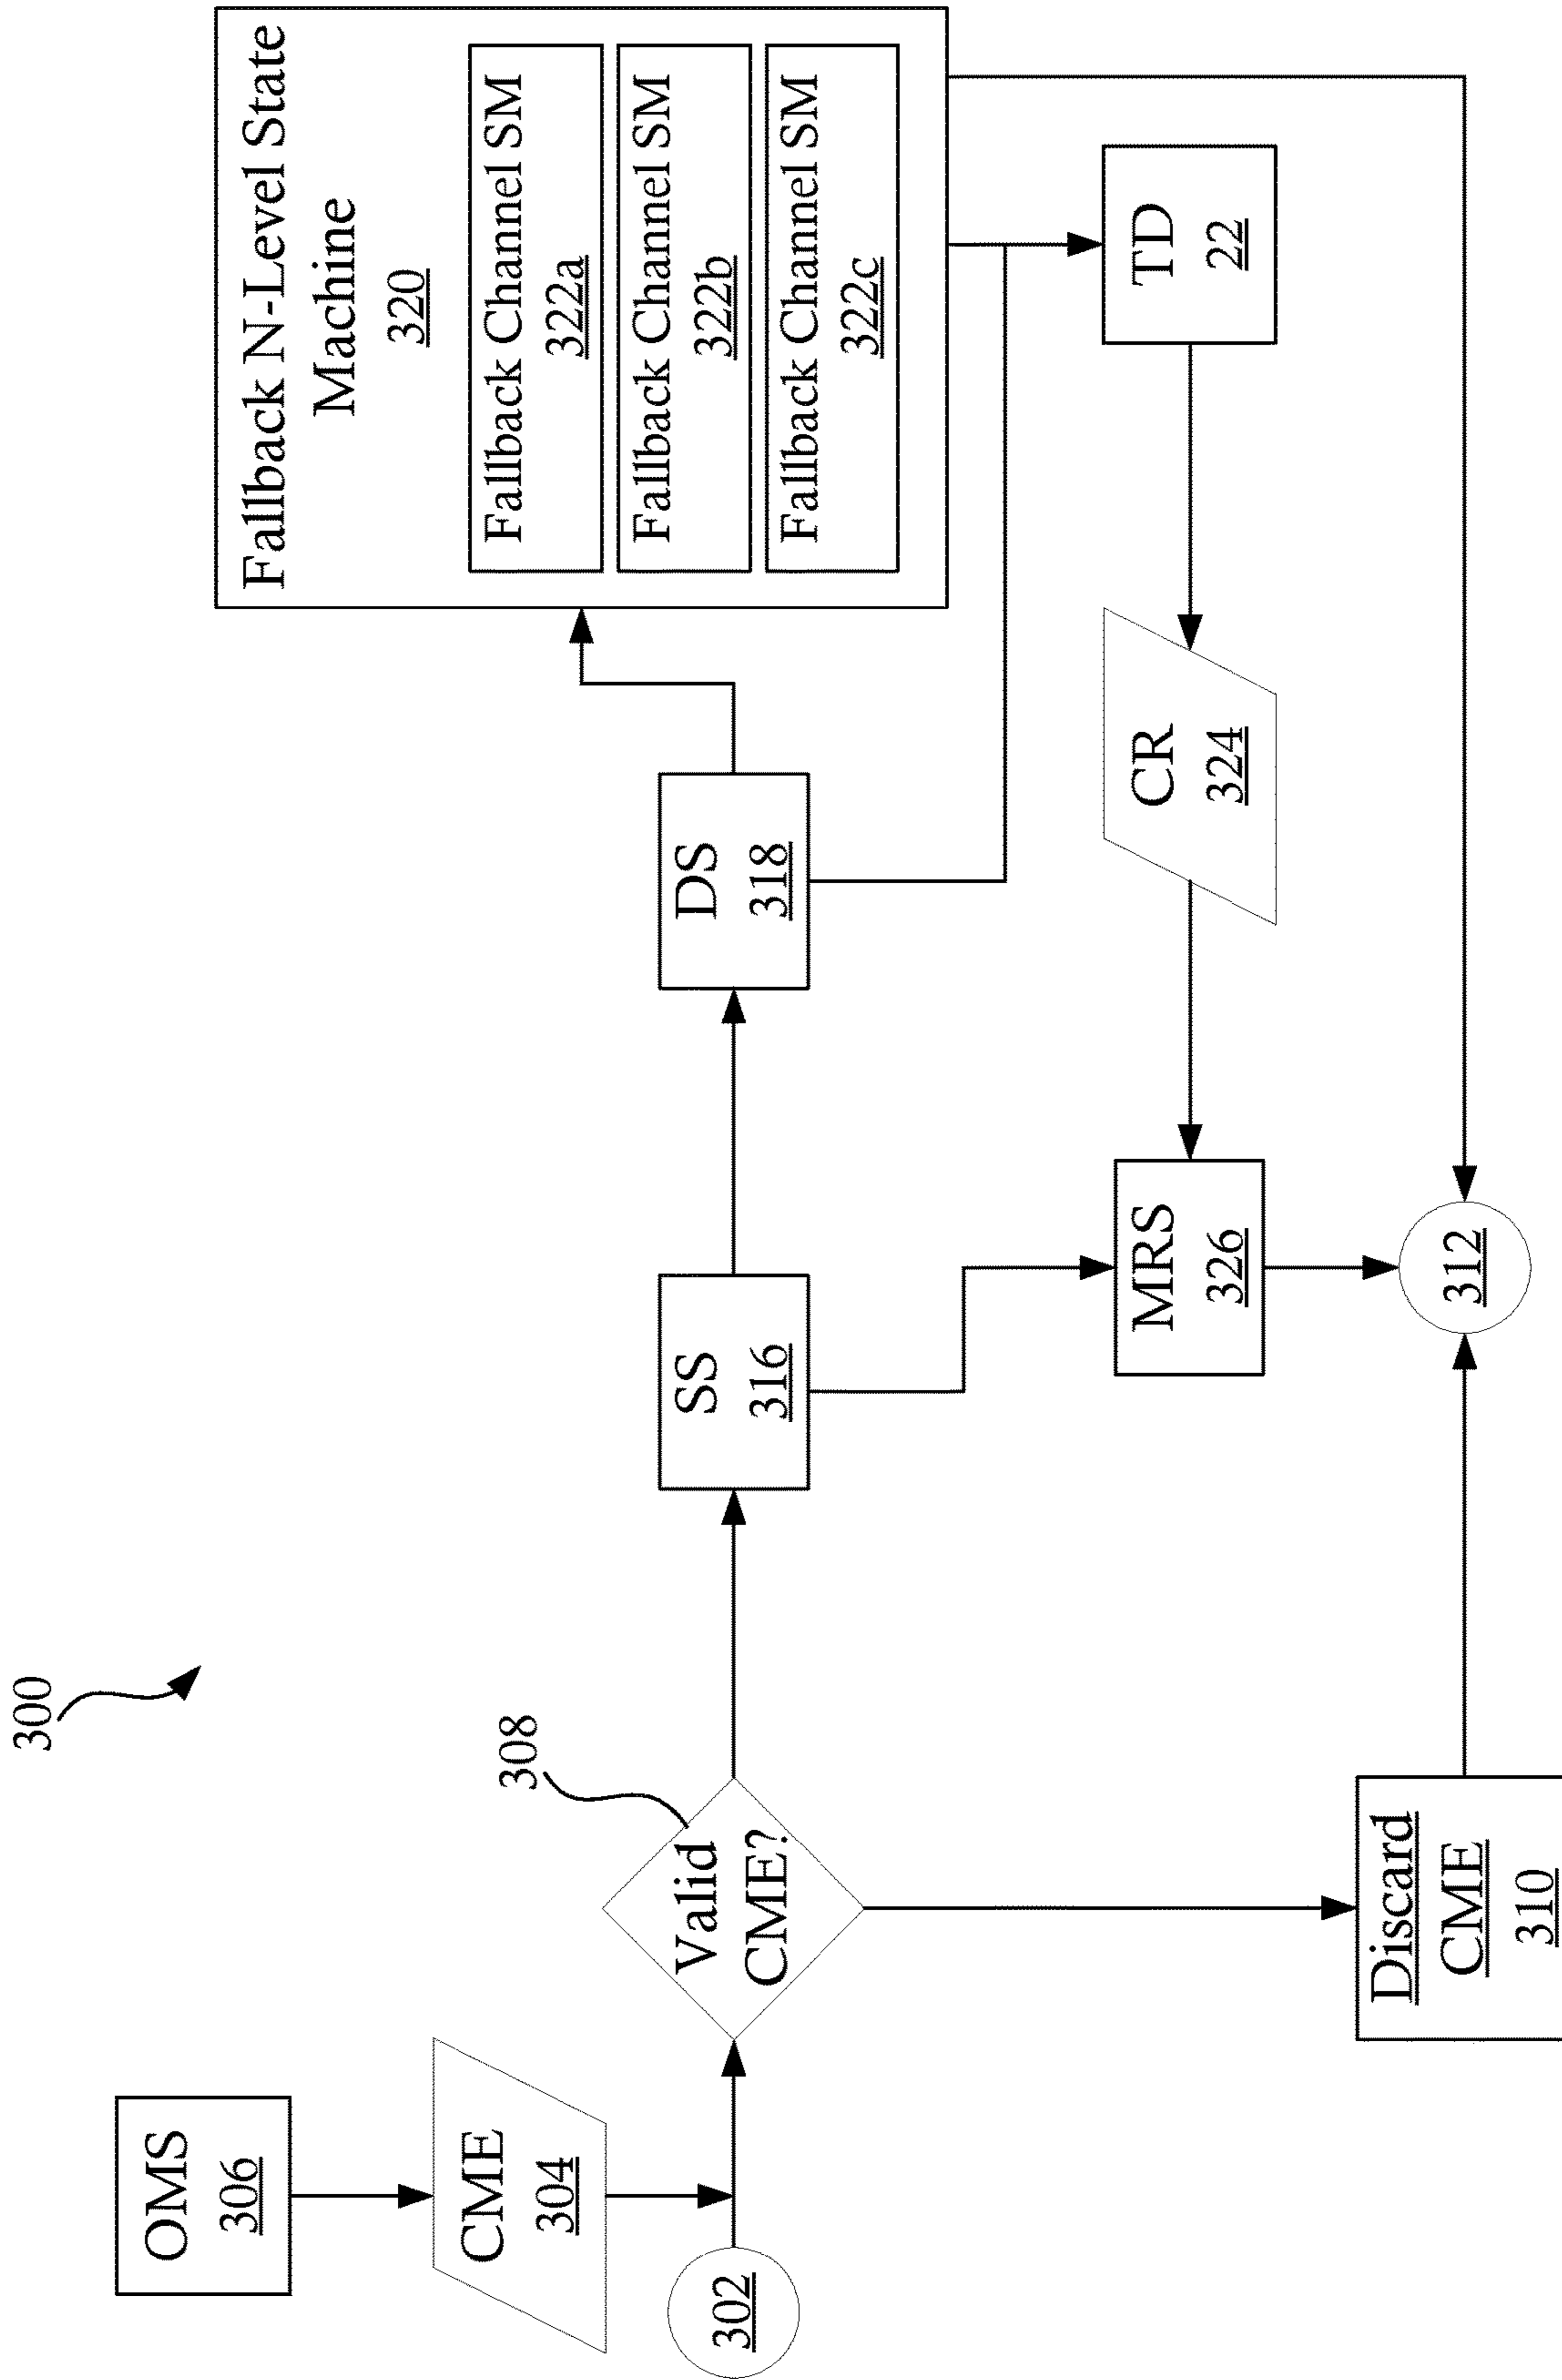 300
OMS
306
CME
304
302
Valid
CME?
308
Discard
CME
310
SS
316
DS
318
Fallback N-Level State
Machine
320
Fallback Channel SM
322a
Fallback Channel SM
322b
Fallback Channel SM
322c
TD
22
CR
324
MRS
326
312